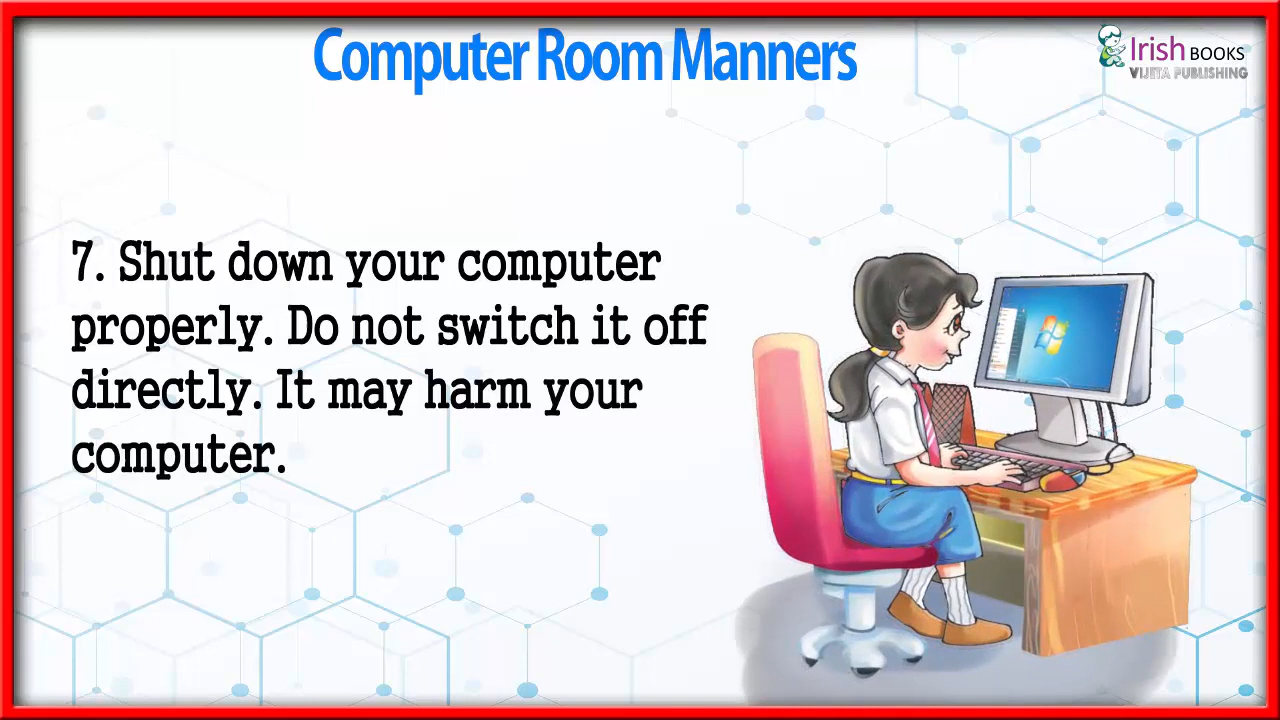 Computer Room Manners
Irish BOOKS
VIJETA PUBLISHING
7. Shut down your computer
properly. Do not switch it off
directly. It may harm your
computer.